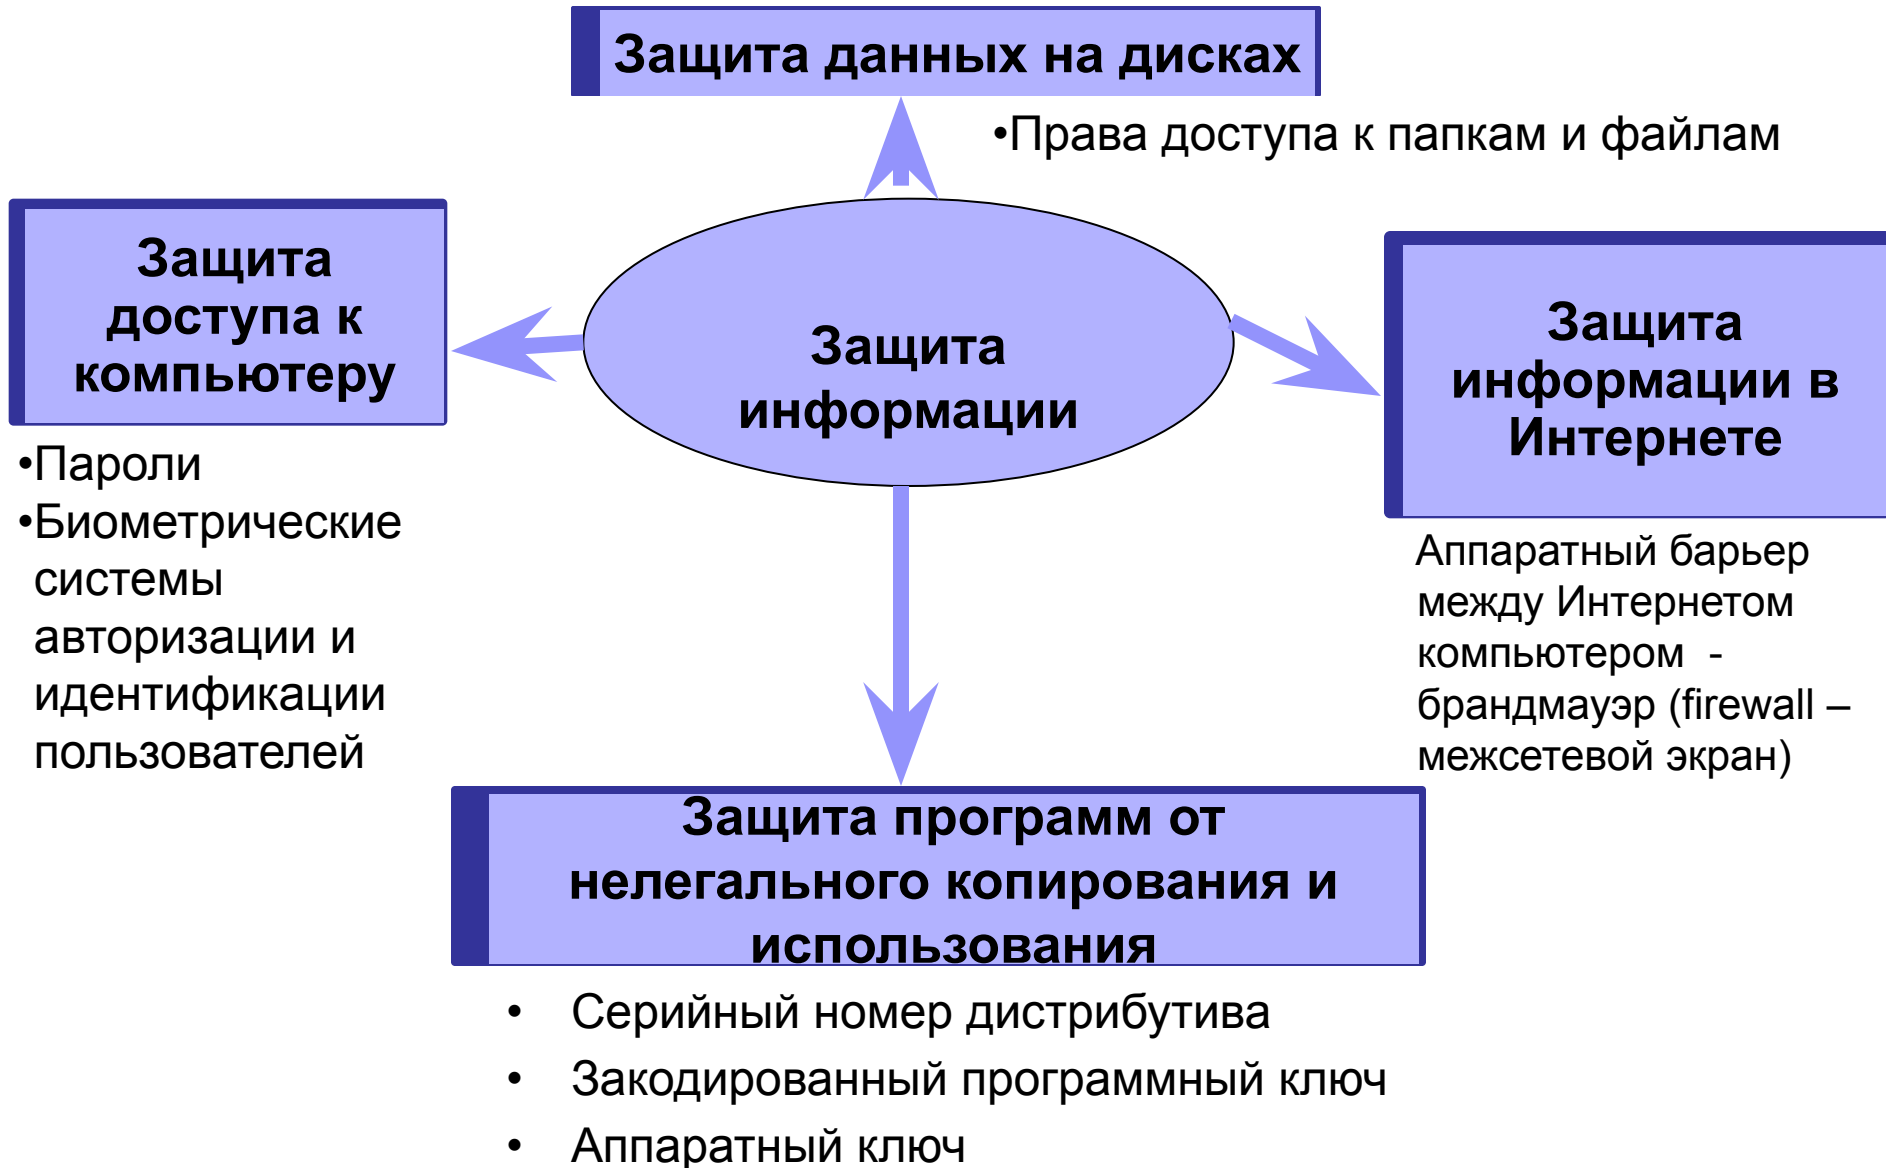 Защита данных на дисках
•Права доступа к папкам и файлам
Защита
доступа к
компьютеру
•Пароли
•Биометрические
системы
авторизации и
идентификации
пользователей
Защита
информации
Защита
информации в
Интернете
Аппаратный барьер
между Интернетом
компьютером  -
брандмауэр (firewall –
межсетевой экран)
Защита программ от
нелегального копирования и
использования
• Серийный номер дистрибутива
• Закодированный программный ключ
• Аппаратный ключ